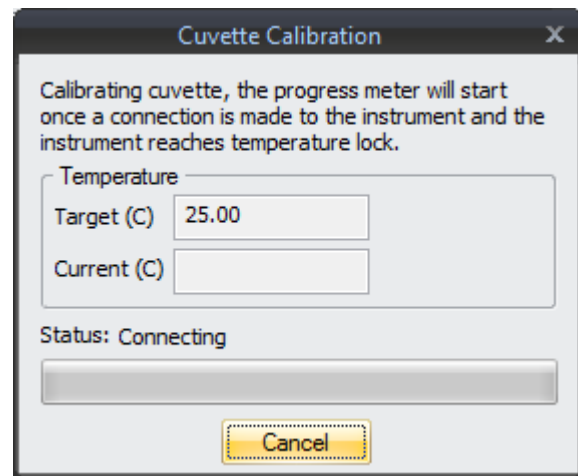 Cuvette Calibration X
Calibrating cuvette, the progress meter will start
once a connection is made to the instrument and the
instrument reaches temperature lock.
Temperature
Target (C) 25.00
Current (C)
Status: Connecting
Cancel